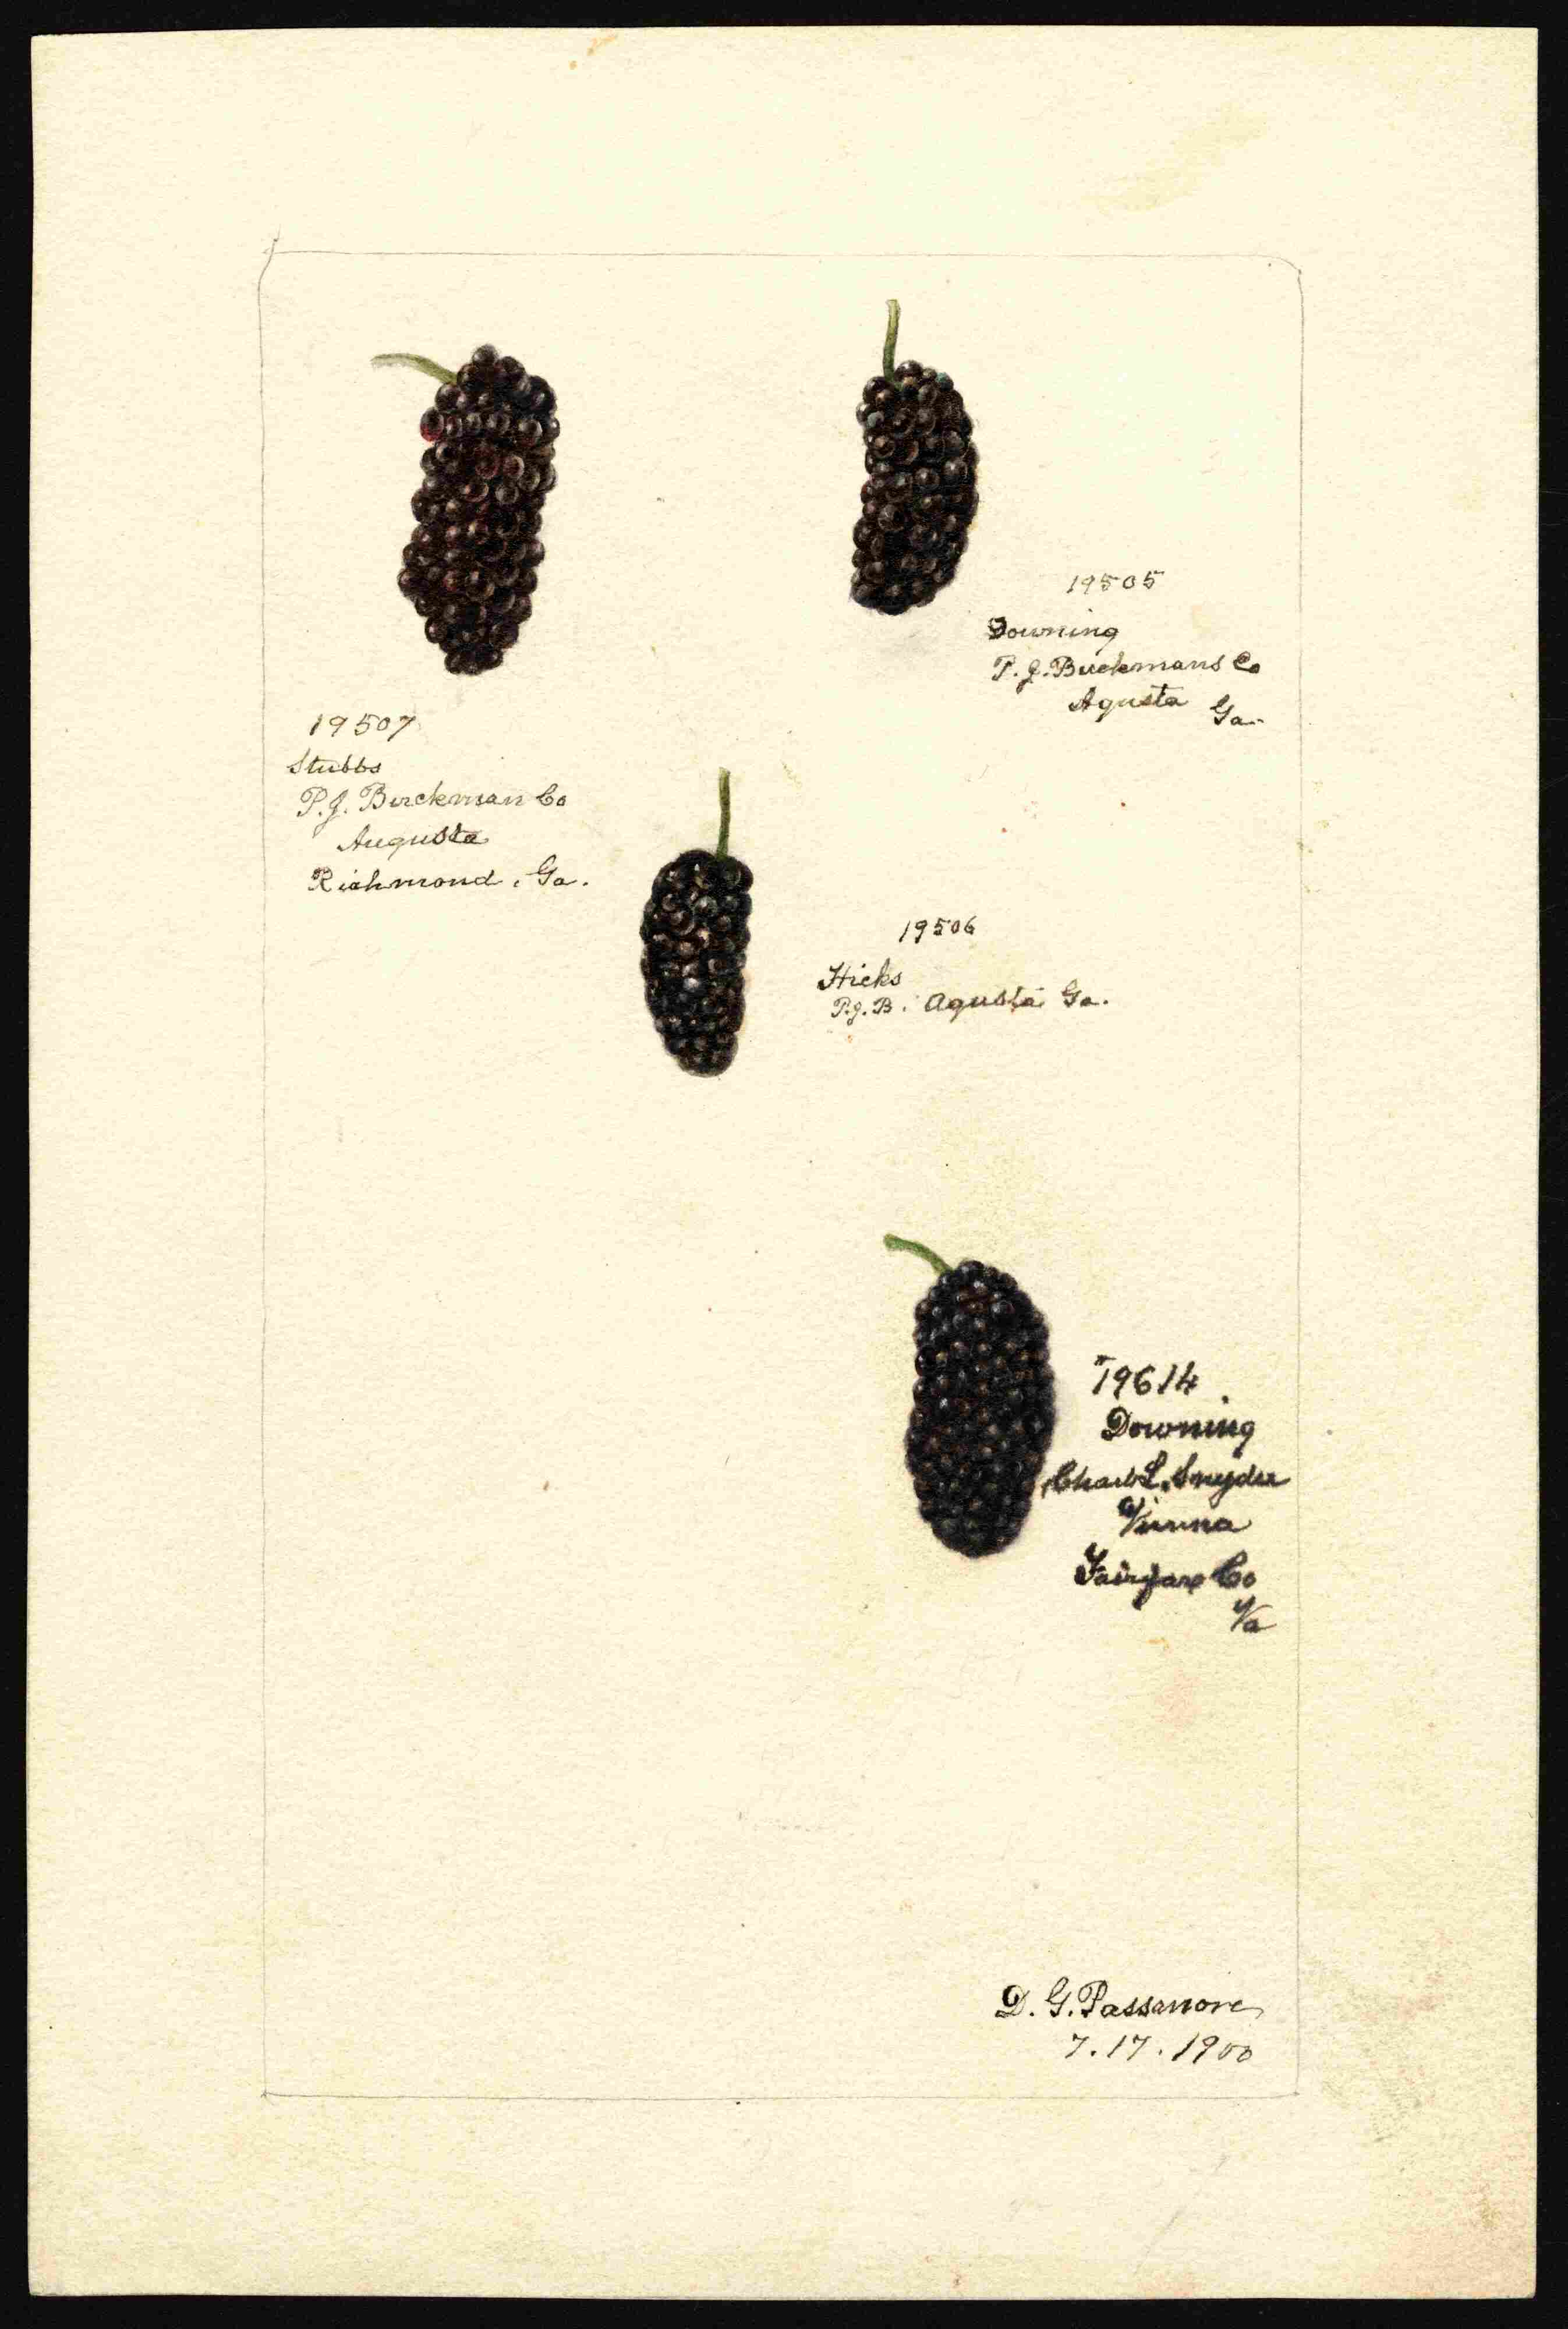 19505
Downing
P. J. Berckmans Co
Agusta Ga.
19507
Stubbs
P. J. Berckman Co
Augusta
Richmond, Ga.
19506
Hicks
P. J. B. Agusta Ga.
19614.
Downing
Chas L. Snyder
Vienna
Fairfax Co
Va
D. G. Passmore
7.17.1900